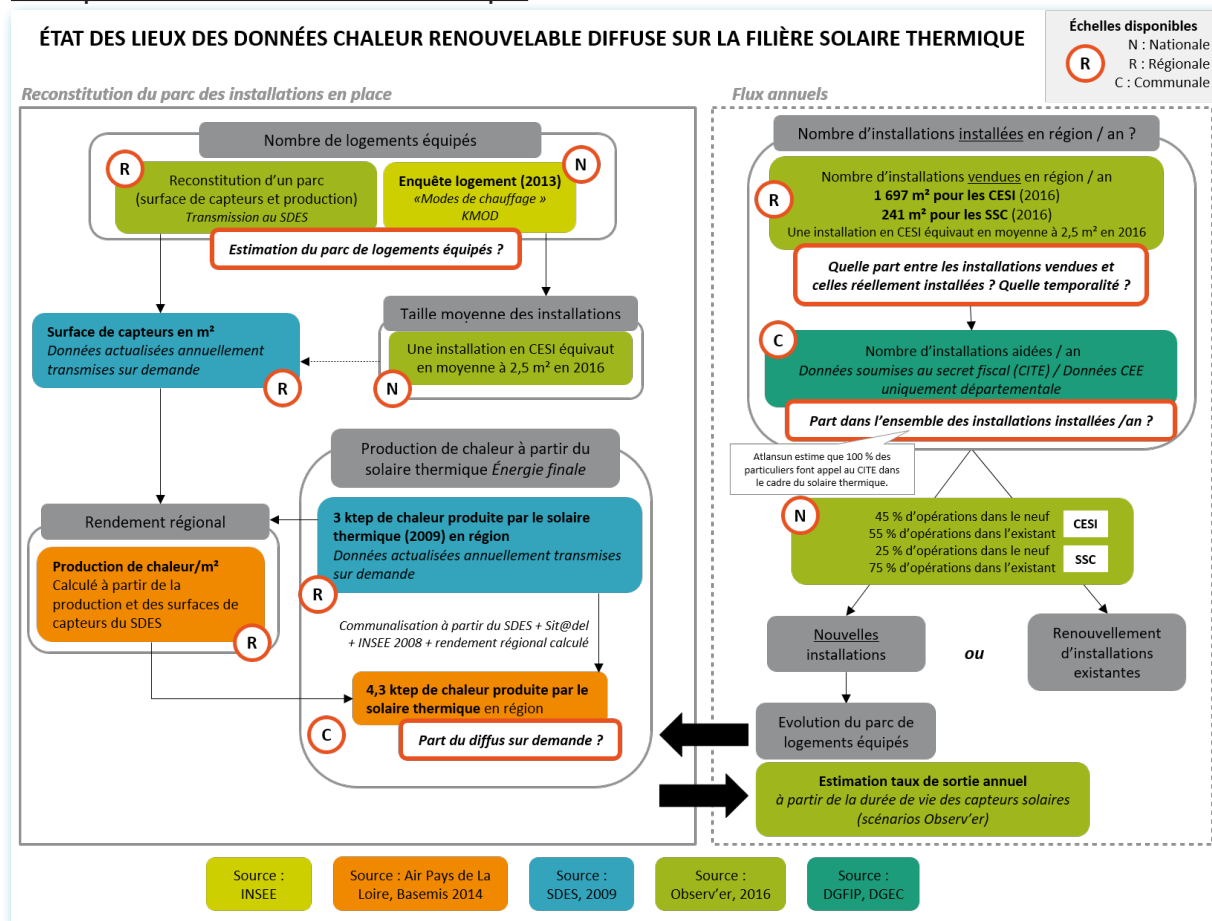 ÉTAT DES LIEUX DES DONNÉES CHALEUR RENOUVELABLE DIFFUSE SUR LA FILIÈRE SOLAIRE THERMIQUE
Échelles disponibles
N : Nationale
R
R : Régionale
C : Communale
Reconstitution du parc des installations en place
Nombre de logements équipés
R
Reconstitution d'un parc
(surface de capteurs et production)
Transmission au SDES
N
Enquête logement (2013)
«Modes de chauffage »
KMOD
Estimation du parc de logements équipés ?
Surface de capteurs en m²
Données actualisées annuellement
transmises sur demande
R
Taille moyenne des installations
Une installation en CESI équivaut
en moyenne à 2,5 m² en 2016
N
Production de chaleur à partir du
solaire thermique Énergie finale
3 ktep de chaleur produite par le solaire
thermique (2009) en région
Données actualisées annuellement transmises
sur demande
R
Rendement régional
Production de chaleur/m²
Calculé à partir de la
production et des surfaces de
capteurs du SDES
R
Communalisation à partir du SDES + Sit@del
+ INSEE 2008 + rendement régional calculé
4,3 ktep de chaleur produite par le
solaire thermique en région
C
Part du diffus sur demande ?
Flux annuels
Nombre d'installations installées en région / an ?
R
Nombre d'installations vendues en région / an
1 697 m² pour les CESI (2016)
241 m² pour les SSC (2016)
Une installation en CESI équivaut en moyenne à 2,5 m² en 2016
Quelle part entre les installations vendues et
celles réellement installées ? Quelle temporalité ?
C
Nombre d'installations aidées / an
Données soumises au secret fiscal (CITE) / Données CEE
uniquement départementale
Part dans l'ensemble des installations installées /an ?
Atlansun estime que 100 % des
particuliers font appel au CITE dans
le cadre du solaire thermique.
N
45 % d'opérations dans le neuf
55 % d'opérations dans l'existant
CESI
25 % d'opérations dans le neuf
75 % d'opérations dans l'existant
SSC
Nouvelles
installations
ou
Renouvellement
d'installations
existantes
Evolution du parc de
logements équipés
Estimation taux de sortie annuel
à partir de la durée de vie des capteurs solaires
(scénarios Observ'er)
Source :
INSEE
Source : Air Pays de La
Loire, Basemis 2014
Source :
SDES, 2009
Source :
Observ'er, 2016
Source :
DGFIP, DGEC